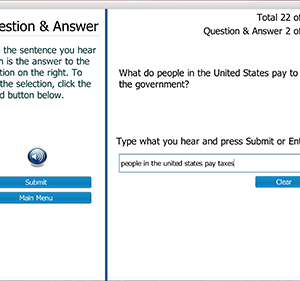 uestion & Answer
e the sentence you hear
n is the answer to the
tion on the right. To
the selection, click the
d button below.
Submit
Main Menu
Total 22 of
Question & Answer 2 of
What do people in the United States pay to
the government?
Type what you hear and press Submit or Ent
people in the united states pay taxes
Clear